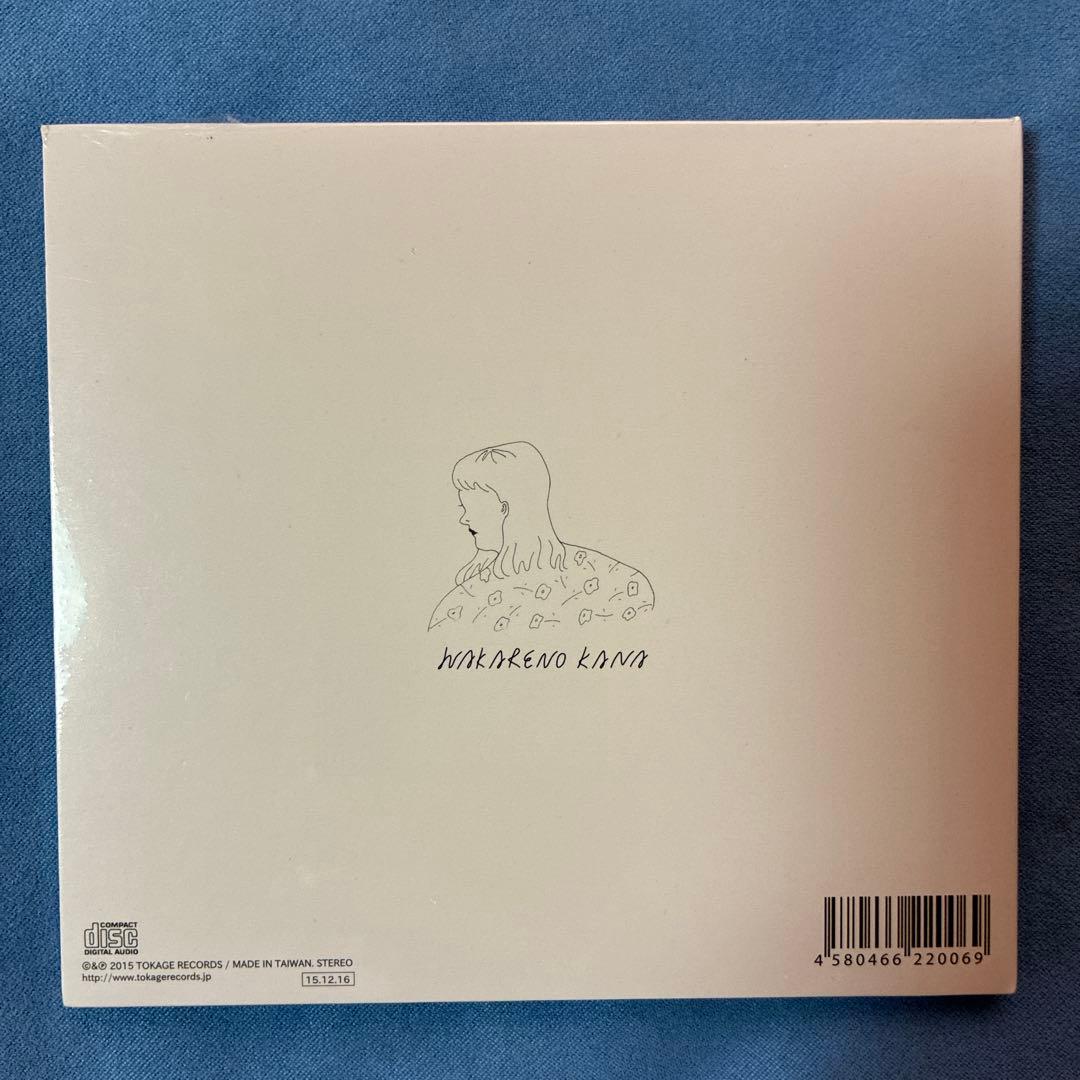 WAKARENO KANA
COMPACT
disc
DIGITAL AUDIO
©&℗ 2015 TOKAGE RECORDS / MADE IN TAIWAN. STEREO
http://www.tokagerecords.jp
15.12.16
4 580466 220069